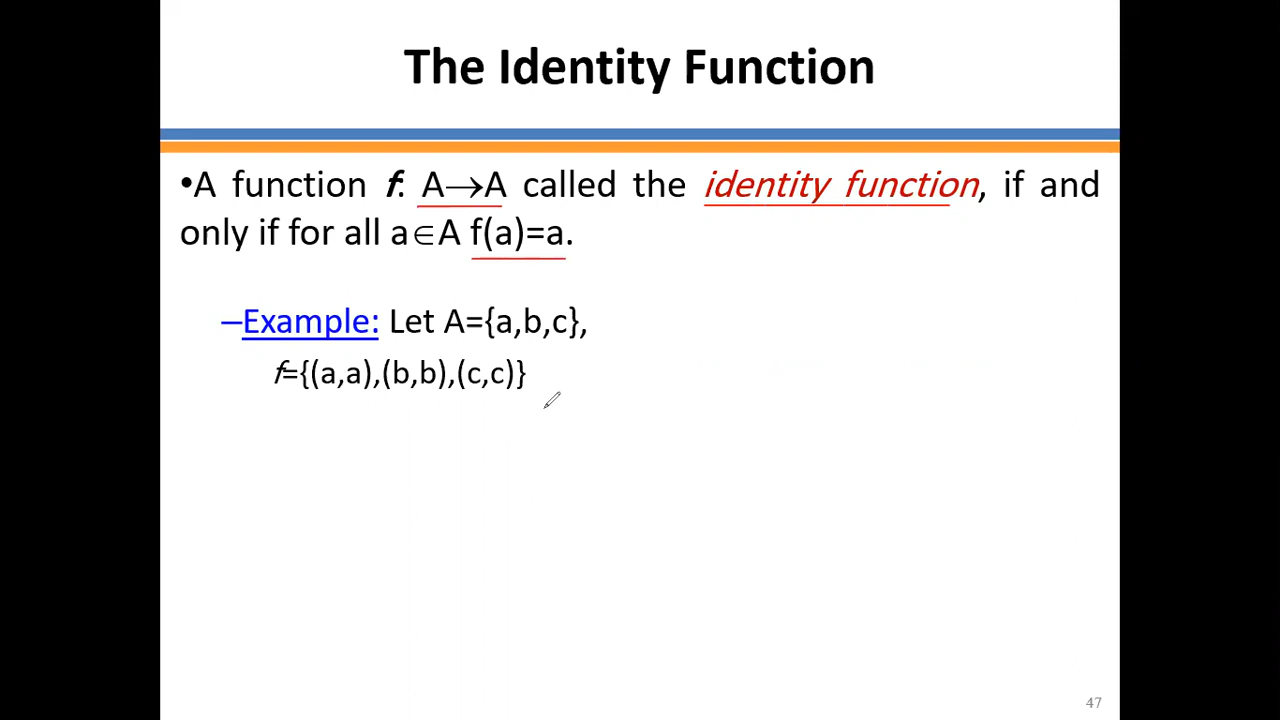 The Identity Function
•A function f: A→A called the identity function, if and
only if for all a∈A f(a)=a.
–Example: Let A={a,b,c},
f={(a,a),(b,b),(c,c)}
47